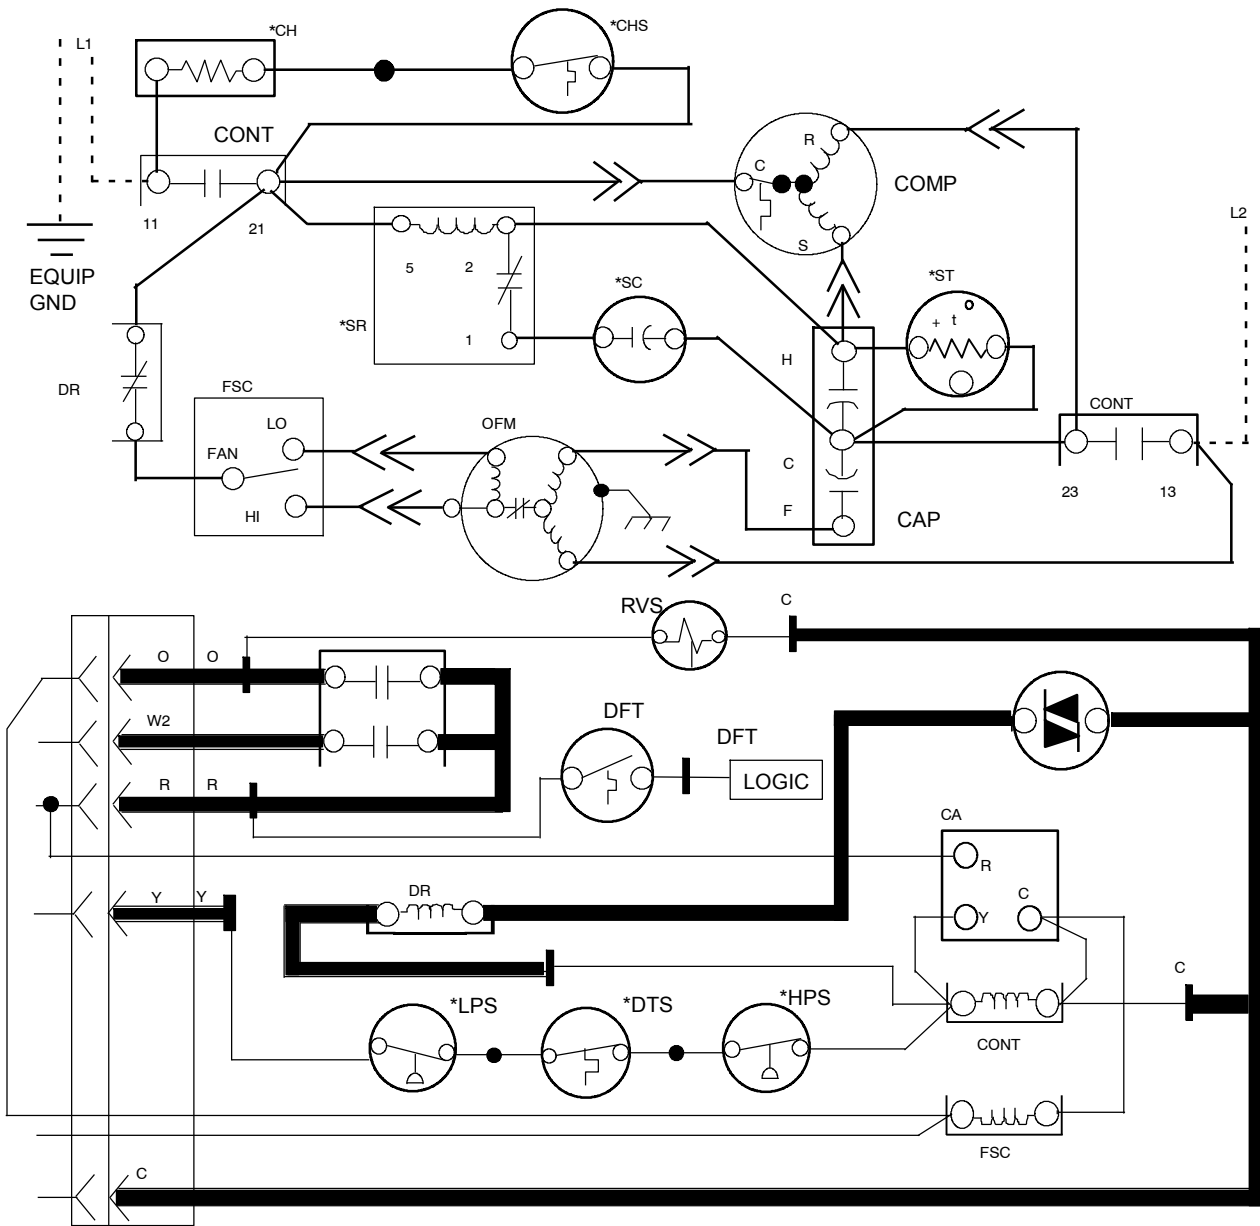 *CH
*CHS
L1
CONT
R
C
COMP
S
11
21
L2
EQUIP
GND
5
2
*SC
*ST
+ t o
*SR
1
H
DR
FSC
LO
OFM
CONT
FAN
C
23
13
HI
F
CAP
RVS
C
O
O
W2
DFT
DFT
R
R
LOGIC
CA
R
Y
Y
DR
C
Y
C
*LPS
*DTS
*HPS
CONT
FSC
C